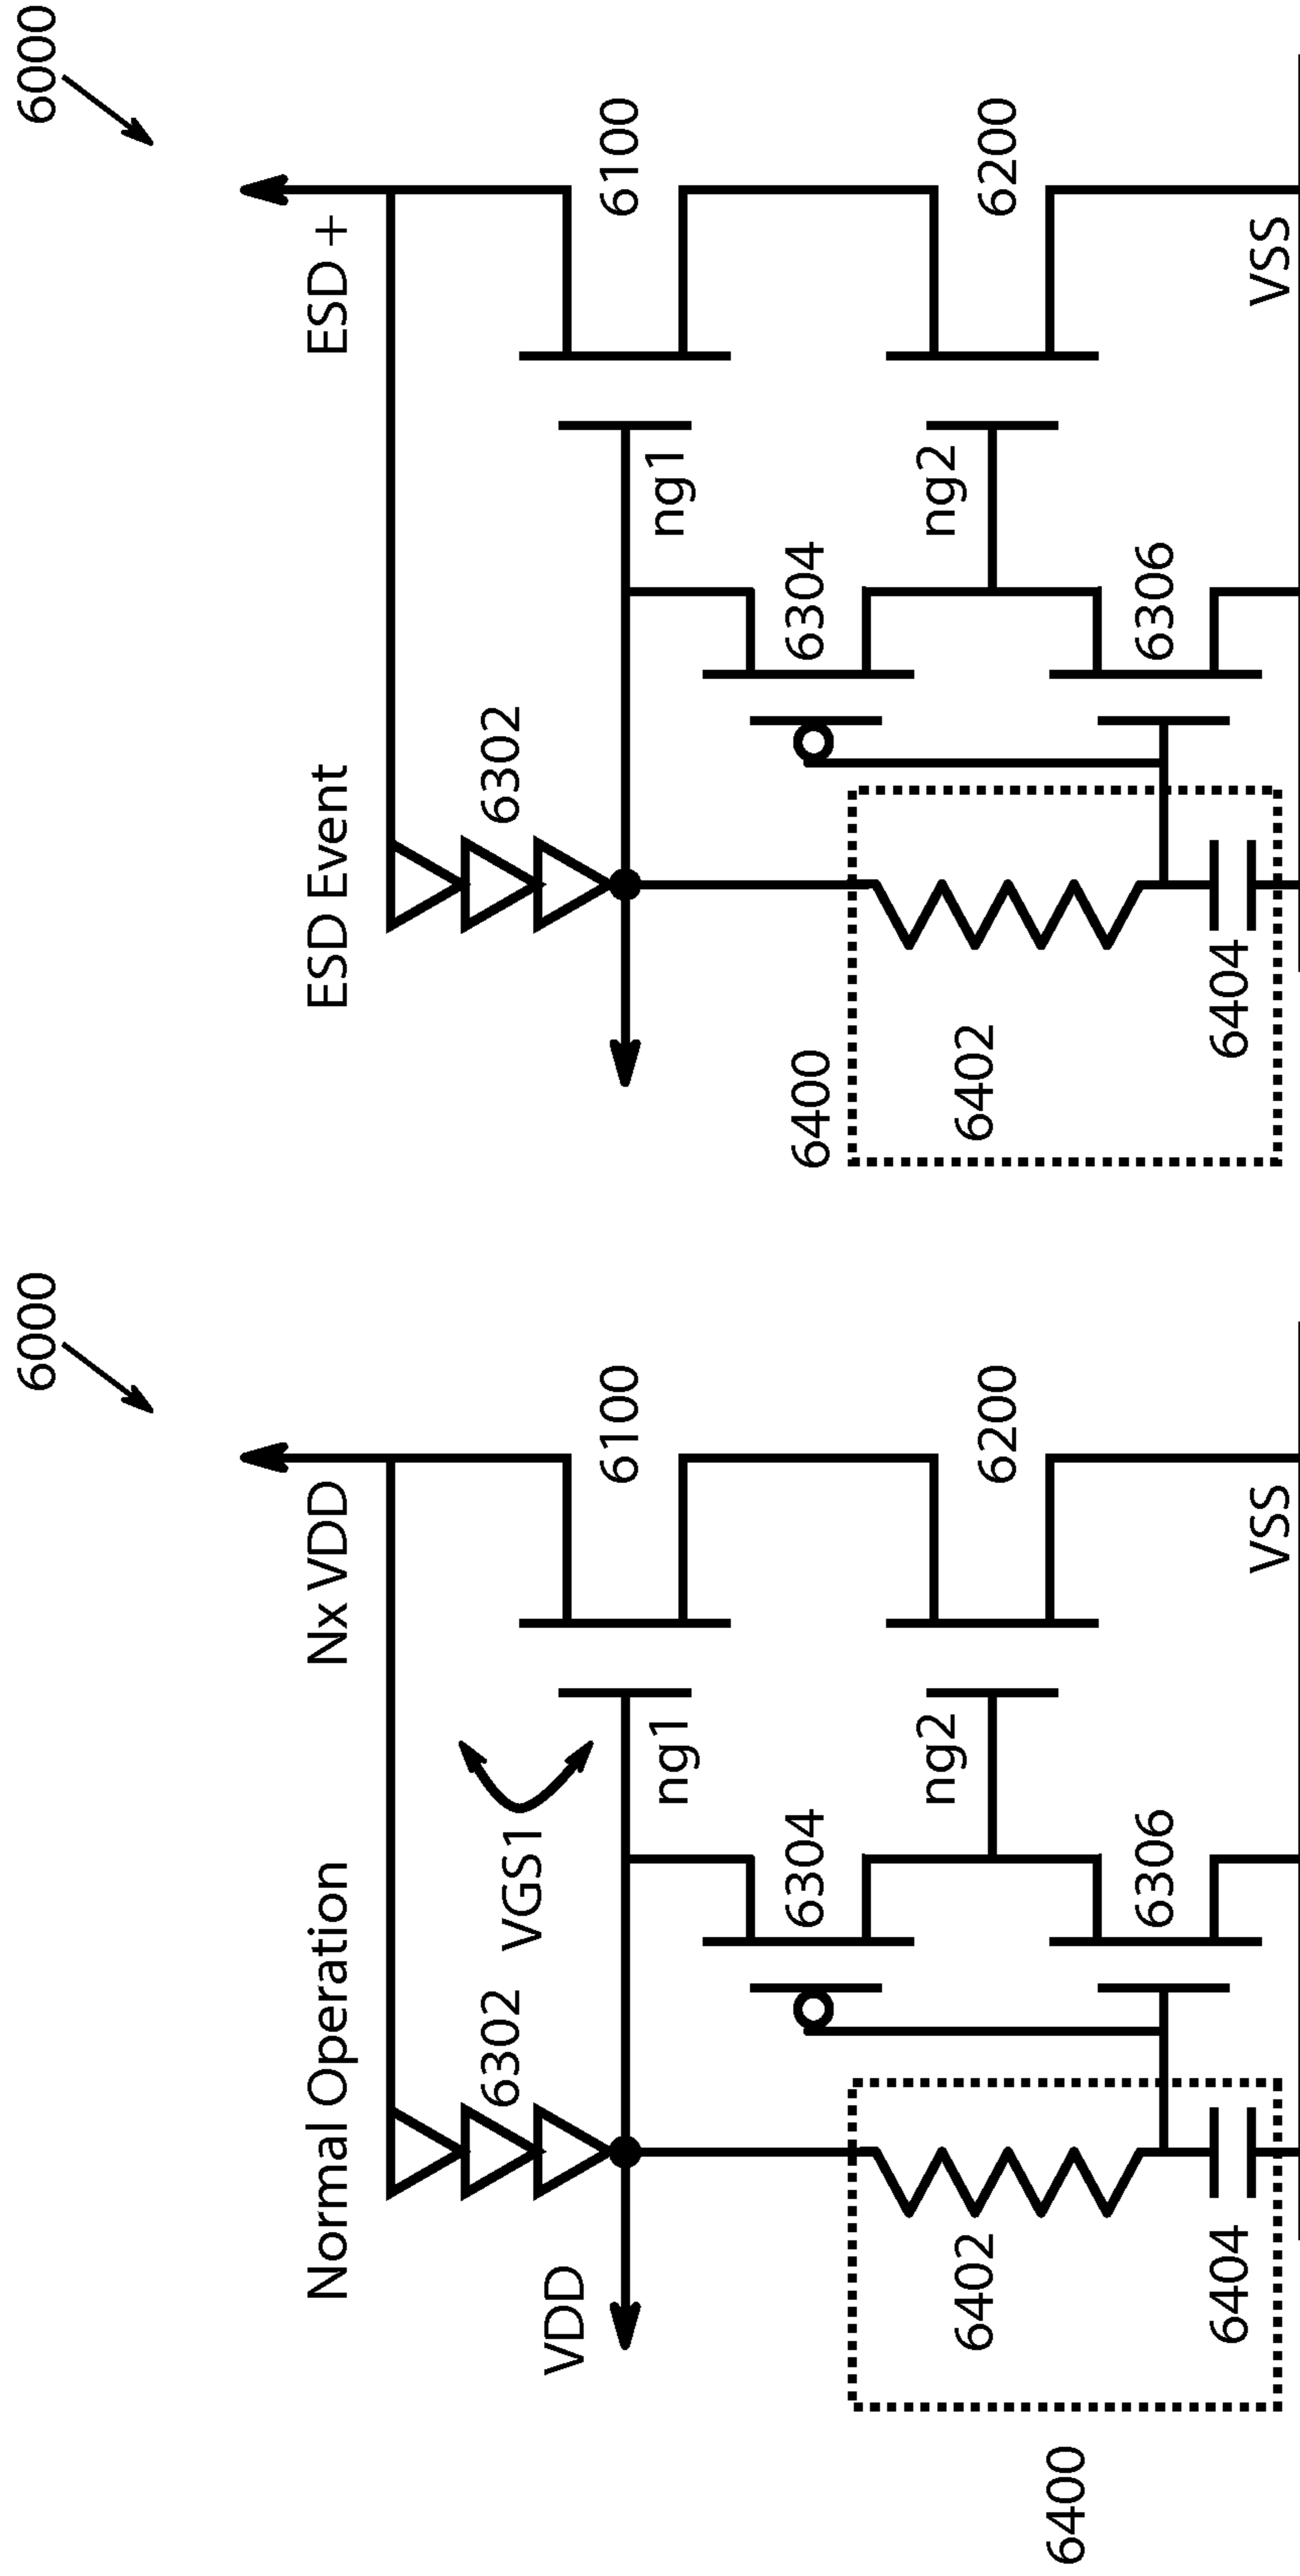 6000
Normal Operation
Nx VDD
6302
VGS1
VDD
6100
ng1
6304
6400
6402
ng2
6200
6306
6404
VSS
6000
ESD Event
ESD +
6302
6100
ng1
6304
6400
6402
ng2
6200
6306
6404
VSS